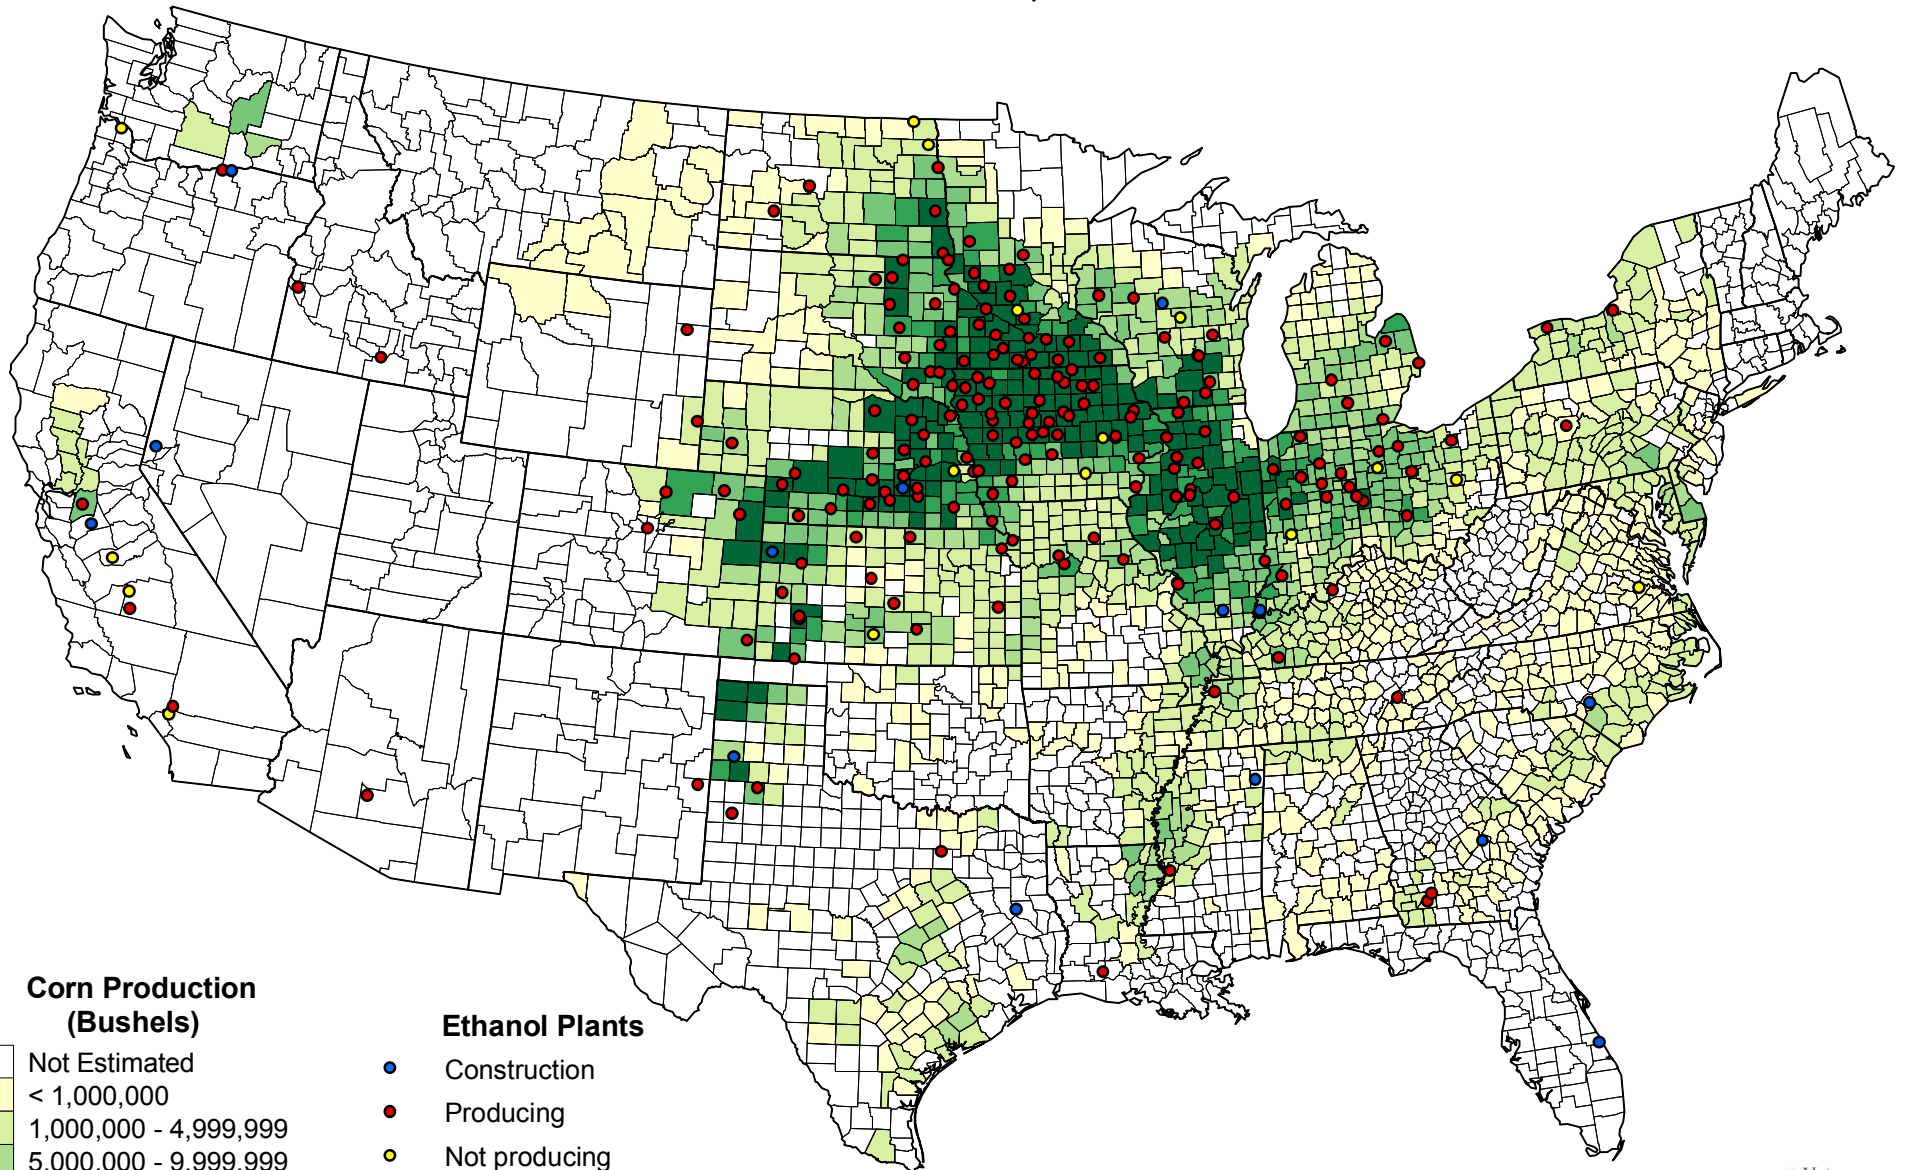 Corn Production
(Bushels)
Not Estimated
< 1,000,000
1,000,000 - 4,999,999
5,000,000 - 9,999,999
Ethanol Plants
Construction
Producing
Not producing